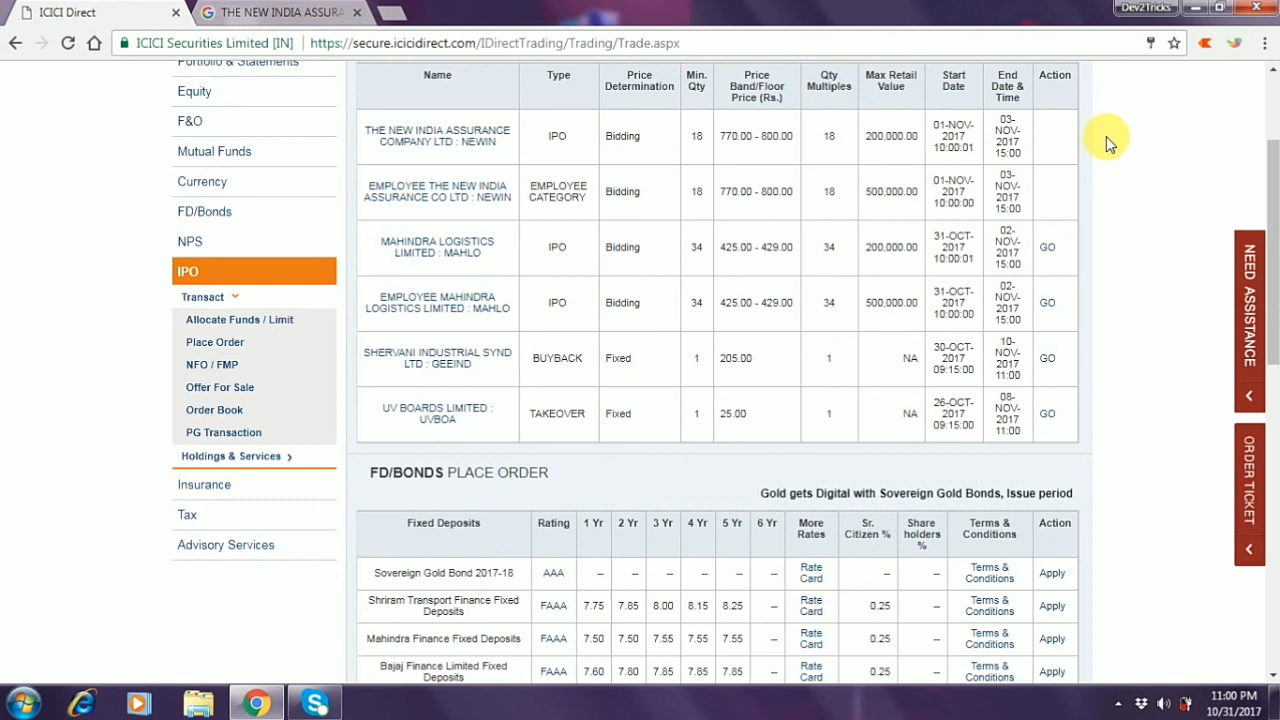 ICICI Direct
THE NEW INDIA ASSURA
Dev2Tricks
ICICI Securities Limited [IN]
https://secure.icicidirect.com/IDirectTrading/Trading/Trade.aspx
Portfolio & Statements
Equity
F&O
Mutual Funds
Currency
FD/Bonds
NPS
IPO
Transact
Allocate Funds / Limit
Place Order
NFO / FMP
Offer For Sale
Order Book
PG Transaction
Holdings & Services
Insurance
Tax
Advisory Services
Name
Type
Price
Determination
Min.
Qty
Price
Band/Floor
Price (Rs.)
Qty
Multiples
Max Retail
Value
Start
Date
End
Date &
Time
Action
THE NEW INDIA ASSURANCE
COMPANY LTD : NEWIN
IPO
Bidding
18
770.00 - 800.00
18
200,000.00
01-NOV-
2017
10:00:01
03-
NOV-
2017
15:00
EMPLOYEE THE NEW INDIA
ASSURANCE CO LTD : NEWIN
EMPLOYEE
CATEGORY
Bidding
18
770.00 - 800.00
18
500,000.00
01-NOV-
2017
10:00:00
03-
NOV-
2017
15:00
MAHINDRA LOGISTICS
LIMITED : MAHLO
IPO
Bidding
34
425.00 - 429.00
34
200,000.00
31-OCT-
2017
10:00:01
02-
NOV-
2017
15:00
GO
EMPLOYEE MAHINDRA
LOGISTICS LIMITED : MAHLO
IPO
Bidding
34
425.00 - 429.00
34
500,000.00
31-OCT-
2017
10:00:00
02-
NOV-
2017
15:00
GO
SHERVANI INDUSTRIAL SYND
LTD : GEEIND
BUYBACK
Fixed
1
205.00
1
NA
30-OCT-
2017
09:15:00
10-
NOV-
2017
11:00
GO
UV BOARDS LIMITED :
UVBOA
TAKEOVER
Fixed
1
25.00
1
NA
26-OCT-
2017
09:15:00
08-
NOV-
2017
11:00
GO
FD/BONDS PLACE ORDER
Gold gets Digital with Sovereign Gold Bonds, Issue period
Fixed Deposits
Rating
1 Yr
2 Yr
3 Yr
4 Yr
5 Yr
6 Yr
More
Rates
Sr.
Citizen %
Share
holders
%
Terms &
Conditions
Action
Sovereign Gold Bond 2017-18
AAA
--
--
--
--
--
--
Rate
Card
--
--
Terms &
Conditions
Apply
Shriram Transport Finance Fixed
Deposits
FAAA
7.75
7.85
8.00
8.15
8.25
--
Rate
Card
0.25
--
Terms &
Conditions
Apply
Mahindra Finance Fixed Deposits
FAAA
7.50
7.50
7.55
7.55
7.55
--
Rate
Card
0.25
--
Terms &
Conditions
Apply
Bajaj Finance Limited Fixed
Deposits
FAAA
7.60
7.80
7.85
7.85
7.85
--
Rate
Card
0.25
--
Terms &
Conditions
Apply
NEED ASSISTANCE
ORDER TICKET
11:00 PM
10/31/2017